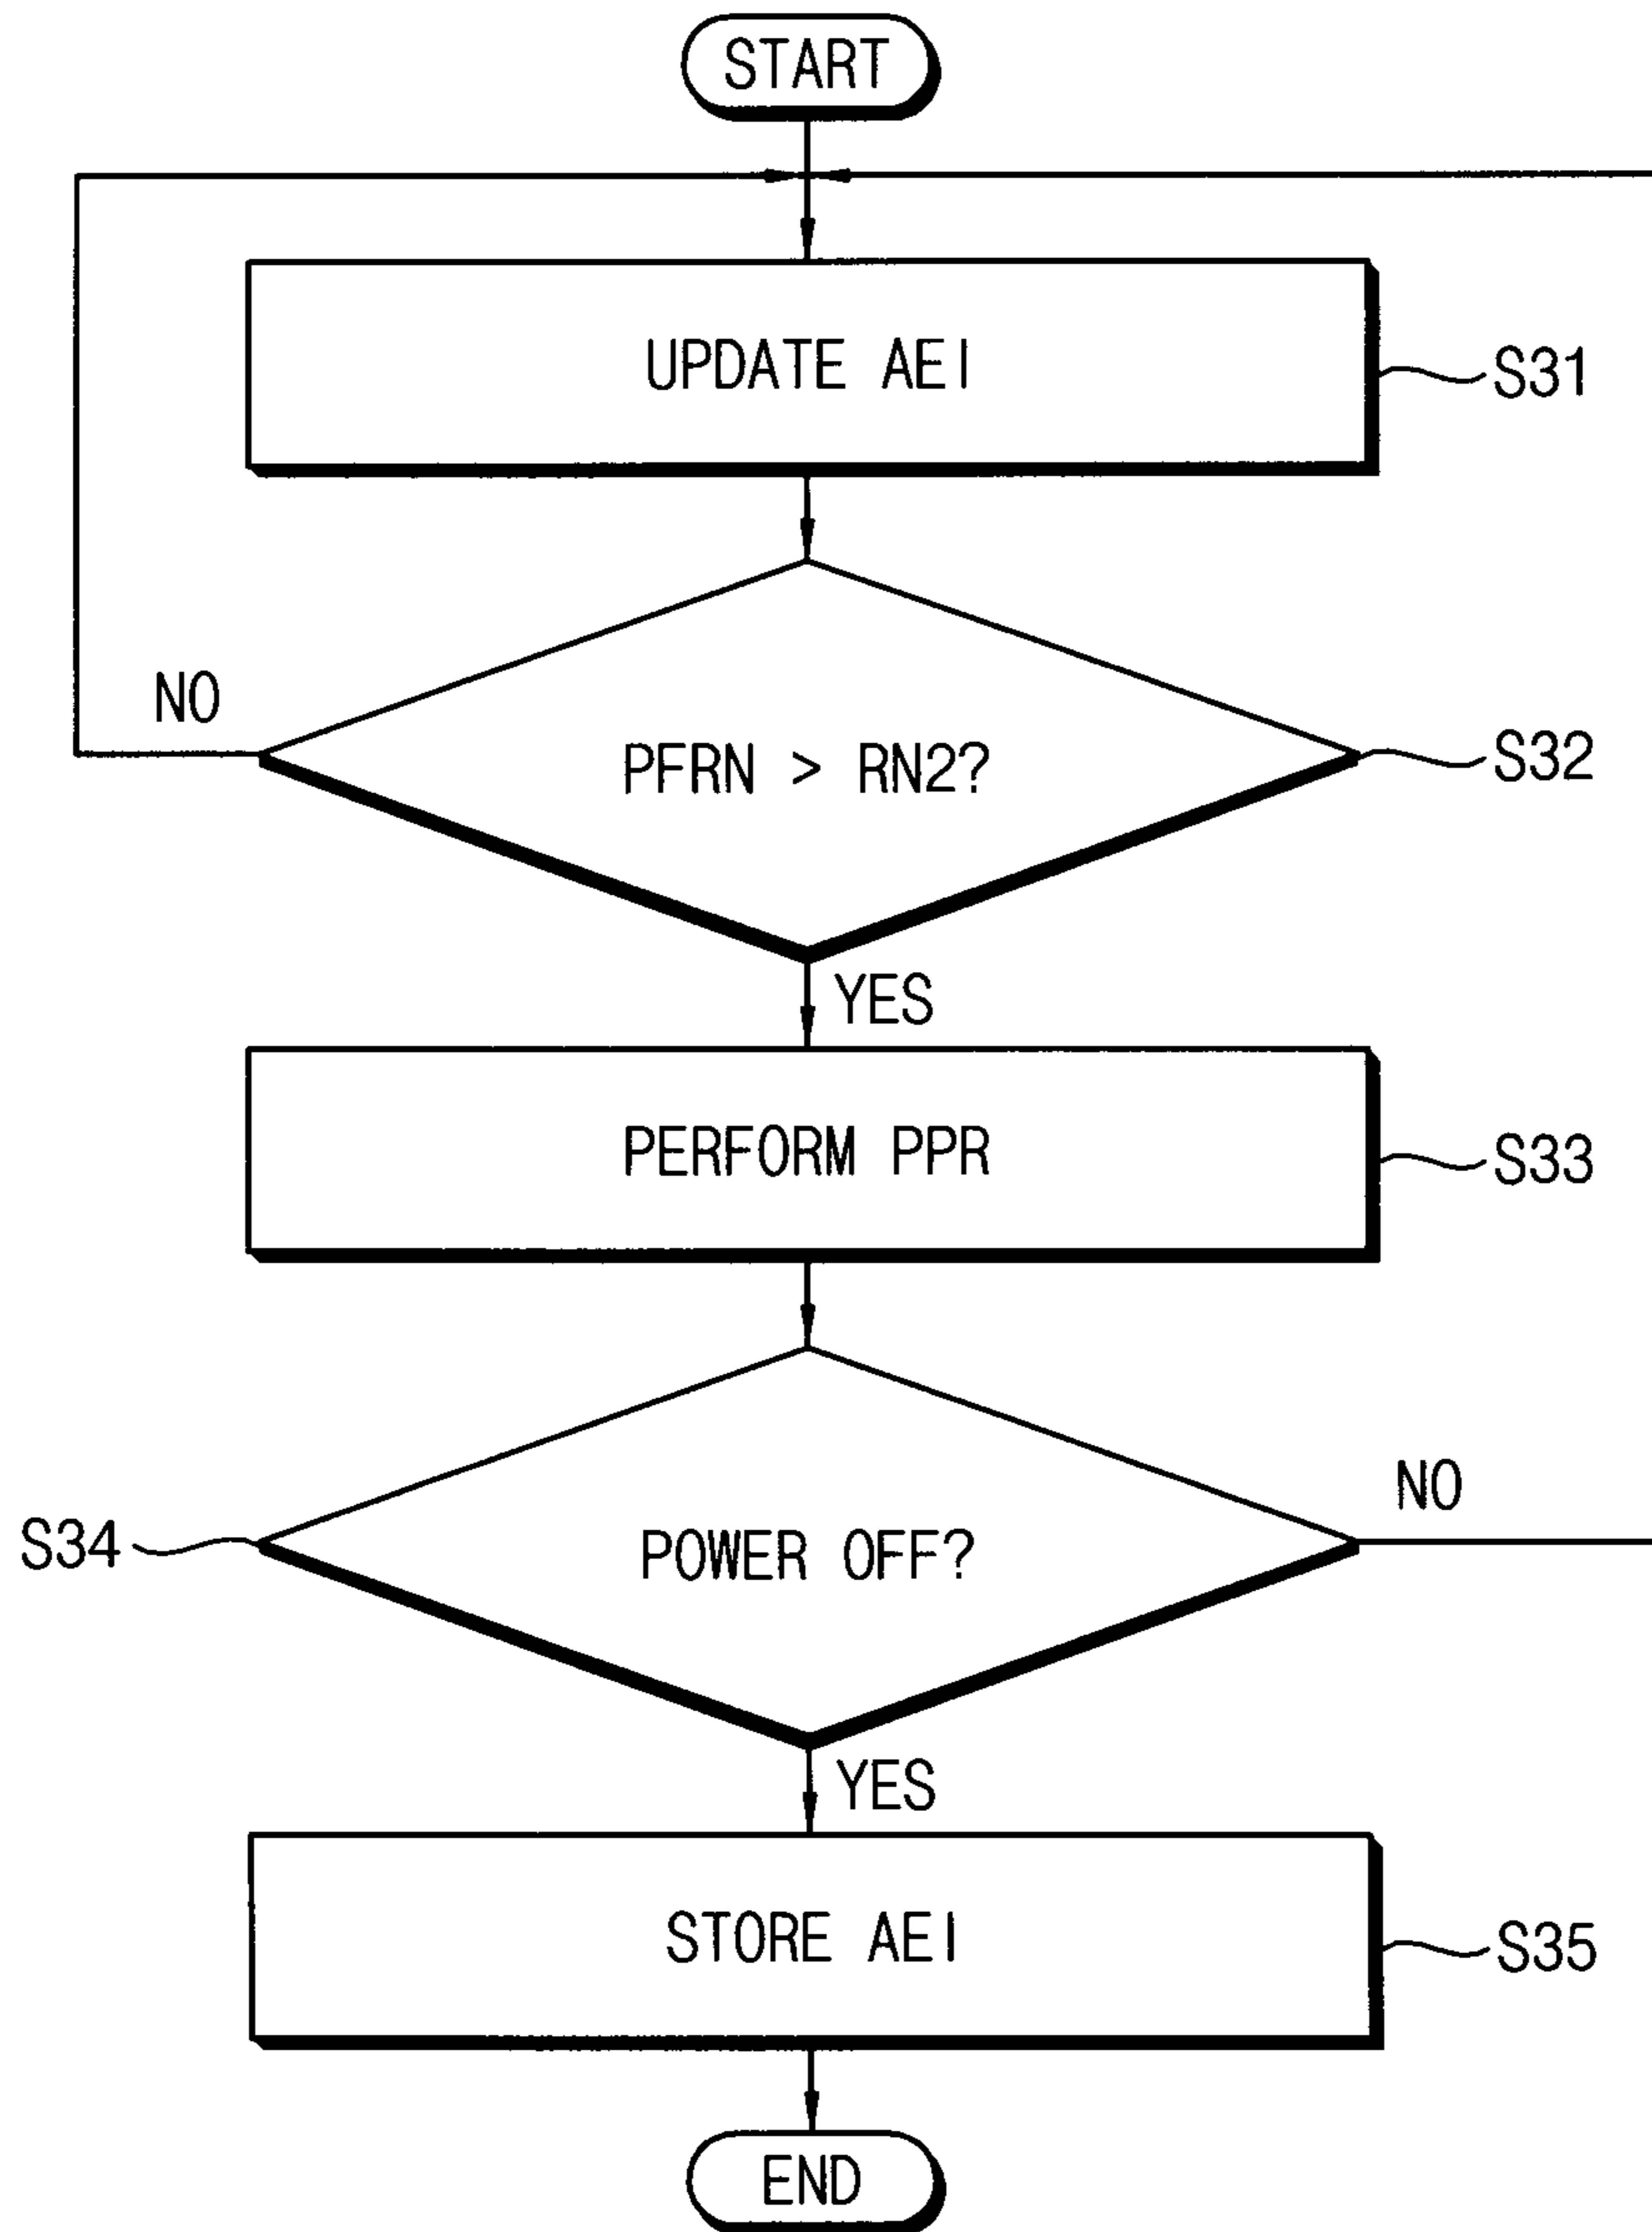 START
UPDATE AEI
S31
NO
PFRN > RN2?
S32
YES
PERFORM PPR
S33
NO
S34
POWER OFF?
YES
STORE AEI
S35
END